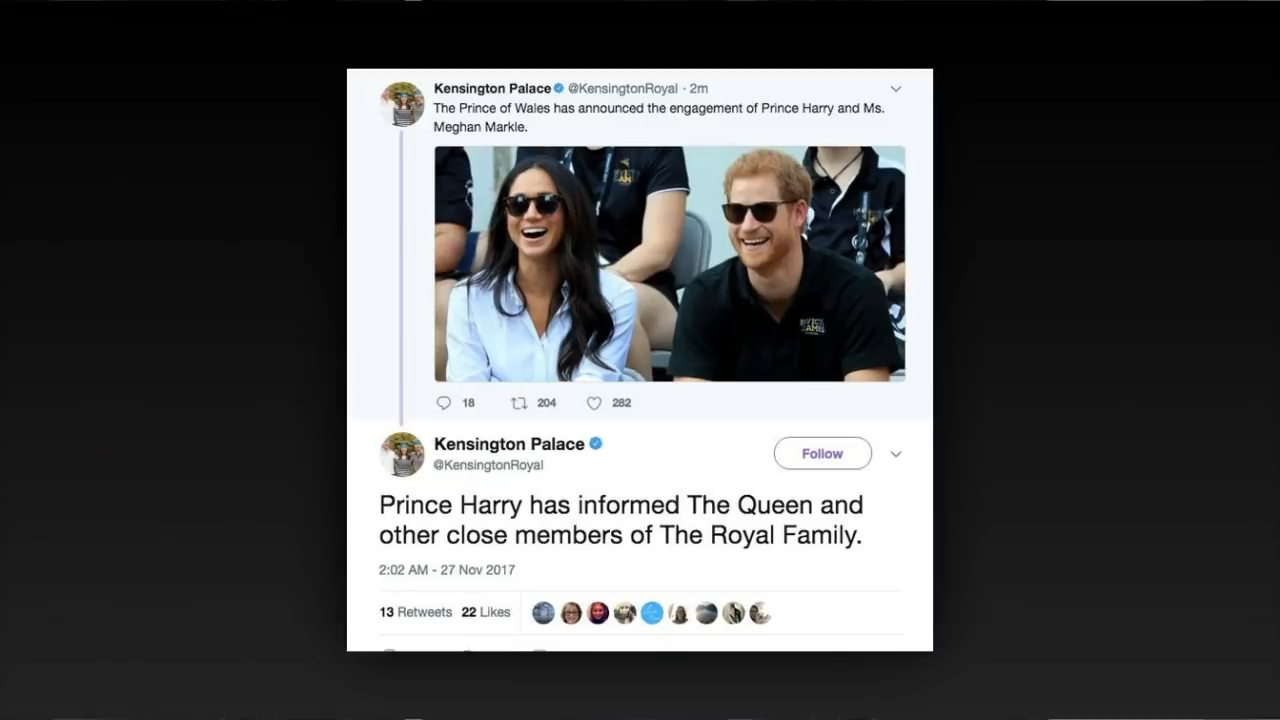 Kensington Palace @KensingtonRoyal · 2m
The Prince of Wales has announced the engagement of Prince Harry and Ms.
Meghan Markle.
18 204 282
Kensington Palace
@KensingtonRoyal
Follow
Prince Harry has informed The Queen and
other close members of The Royal Family.
2:02 AM - 27 Nov 2017
13 Retweets 22 Likes